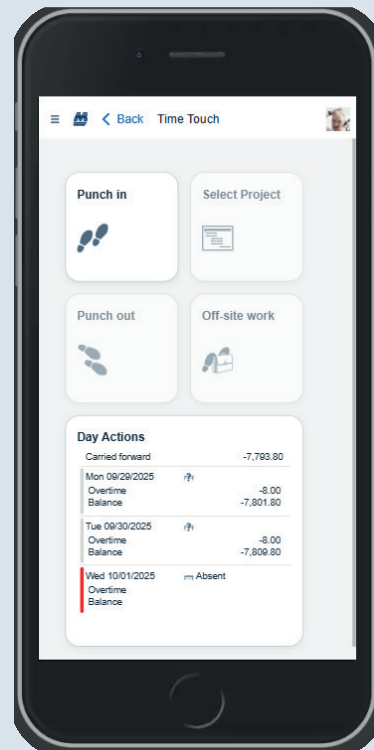 Back Time Touch
Punch in
Select Project
Punch out
Off-site work
Day Actions
Carried forward -7,793.80
Mon 09/29/2025 ?
Overtime -8.00
Balance -7,801.80
Tue 09/30/2025 ?
Overtime -8.00
Balance -7,809.80
Wed 10/01/2025 Absent
Overtime
Balance